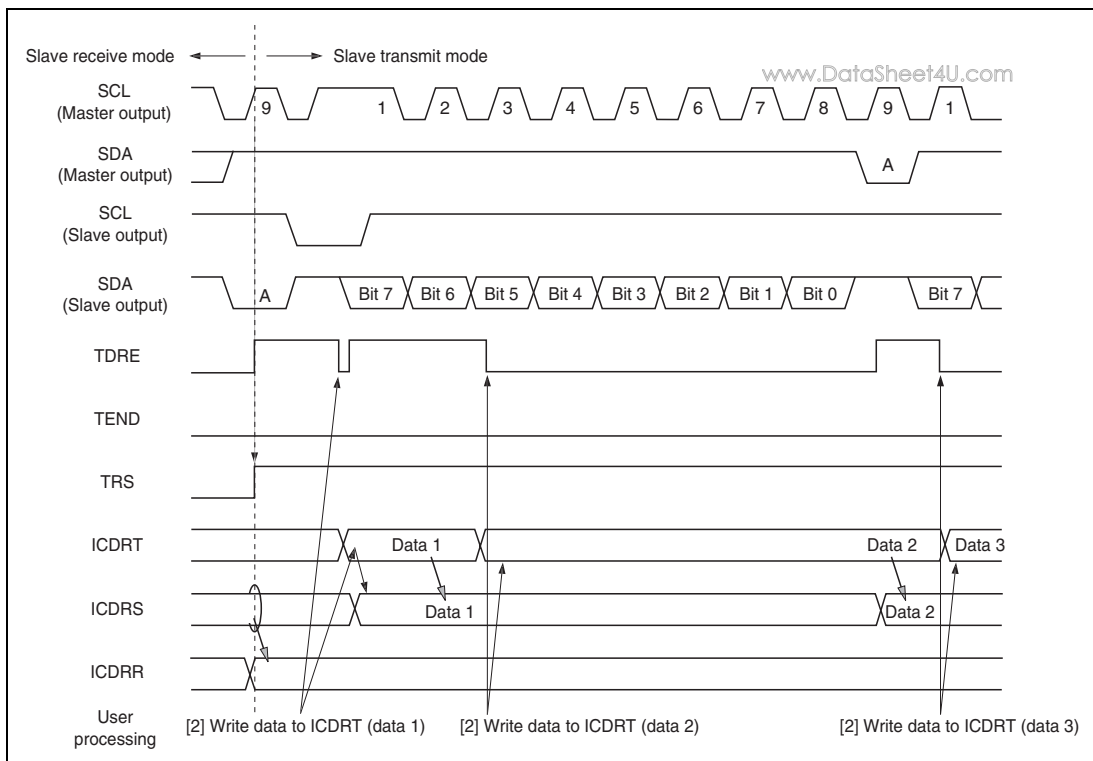 Slave receive mode Slave transmit mode
www.DataSheet4U.com
SCL
(Master output)
9 1 2 3 4 5 6 7 8 9 1
SDA
(Master output)
A
SCL
(Slave output)
SDA
(Slave output)
A Bit 7 Bit 6 Bit 5 Bit 4 Bit 3 Bit 2 Bit 1 Bit 0 Bit 7
TDRE
TEND
TRS
ICDRT
Data 1 Data 2 Data 3
ICDRS
Data 1 Data 2
ICDRR
User
processing
[2] Write data to ICDRT (data 1) [2] Write data to ICDRT (data 2) [2] Write data to ICDRT (data 3)